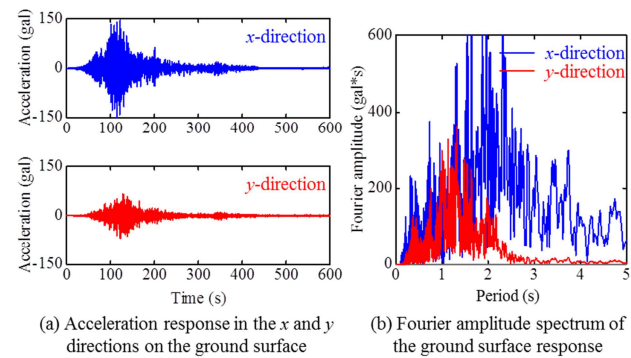 150
x-direction
0
-150
0 100 200 300 400 500 600
Acceleration (gal)
150
y-direction
0
-150
0 100 200 300 400 500 600
Acceleration (gal)
Time (s)
(a) Acceleration response in the x and y
directions on the ground surface
600
x-direction
y-direction
400
200
0
0 1 2 3 4 5
Fourier amplitude (gal*s)
Period (s)
(b) Fourier amplitude spectrum of
the ground surface response